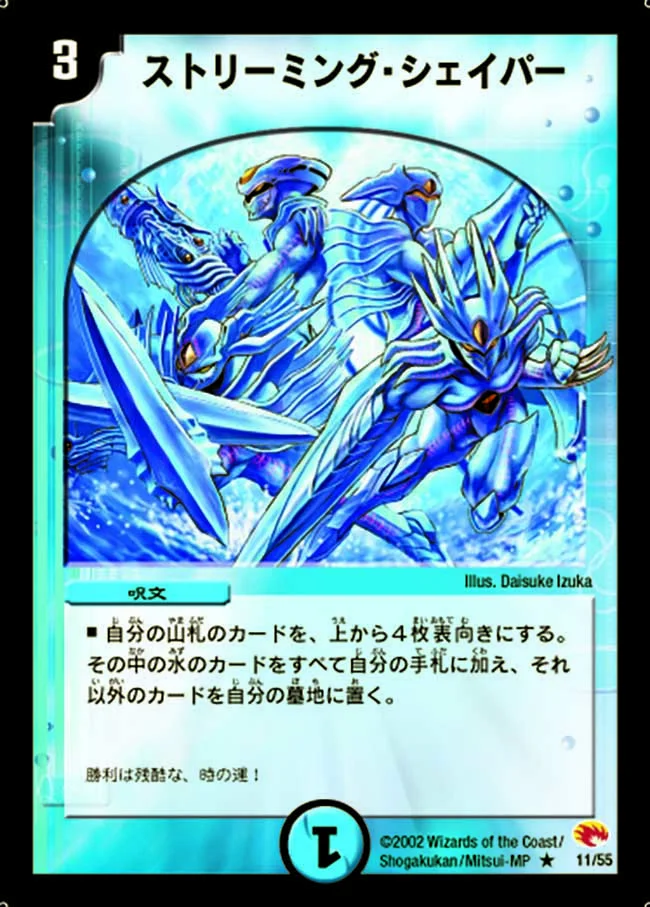 3
ストリーミング・シェイパー
Illus. Daisuke Izuka
呪文
■ 自分の山札のカードを、上から4枚表向きにする。
その中の水のカードをすべて自分の手札に加え、それ
以外のカードを自分の墓地に置く。
勝利は残酷な、時の運！
1
©2002 Wizards of the Coast/
Shogakukan/Mitsui-MP ★ 11/55